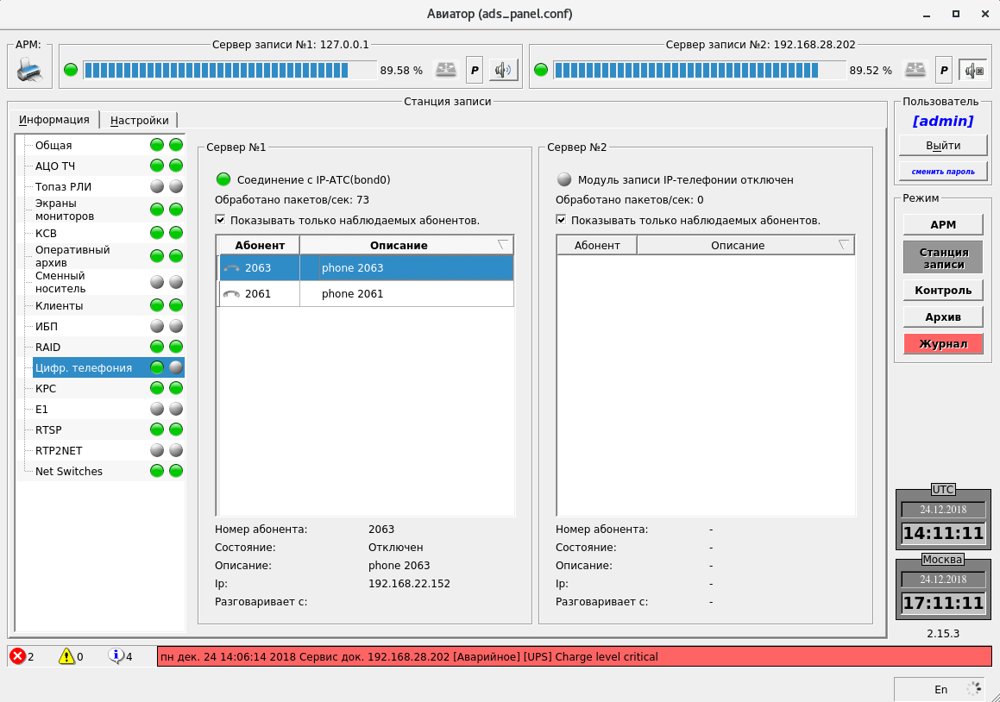 Авиатор (ads_panel.conf)
АРМ:
Сервер записи №1: 127.0.0.1
89.58 %
P
Сервер записи №2: 192.168.28.202
89.52 %
P
Станция записи
Информация
Настройки
Общая
АЦО ТЧ
Топаз РЛИ
Экраны
мониторов
КСВ
Оперативный
архив
Сменный
носитель
Клиенты
ИБП
RAID
Цифр. телефония
КРС
E1
RTSP
RTP2NET
Net Switches
Сервер №1
Соединение с IP-АТС(bond0)
Обработано пакетов/сек: 73
Показывать только наблюдаемых абонентов.
Абонент
Описание
2063
phone 2063
2061
phone 2061
Номер абонента:
2063
Состояние:
Отключен
Описание:
phone 2063
Ip:
192.168.22.152
Разговаривает с:
Сервер №2
Модуль записи IP-телефонии отключен
Обработано пакетов/сек: 0
Показывать только наблюдаемых абонентов.
Абонент
Описание
Номер абонента:
-
Состояние:
-
Описание:
-
Ip:
-
Разговаривает с:
-
Пользователь
[admin]
Выйти
сменить пароль
Режим
АРМ
Станция
записи
Контроль
Архив
Журнал
UTC
24.12.2018
14:11:11
Москва
24.12.2018
17:11:11
2.15.3
2
0
4
пн дек. 24 14:06:14 2018 Сервис док. 192.168.28.202 [Аварийное] [UPS] Charge level critical
En